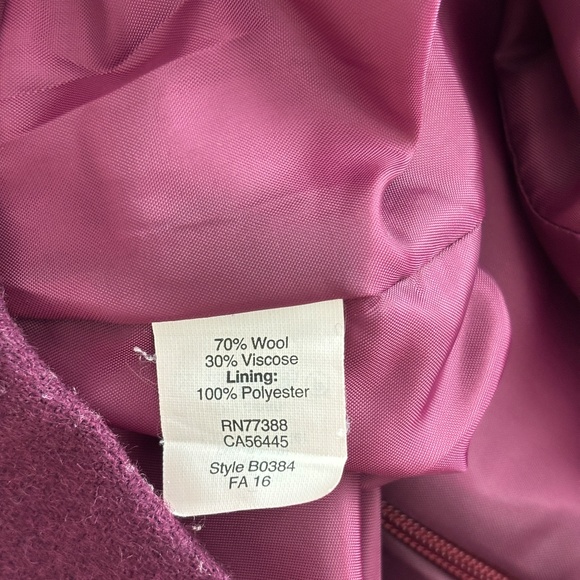 70% Wool
30% Viscose
Lining:
100% Polyester
RN77388
CA56445
Style B0384
FA 16